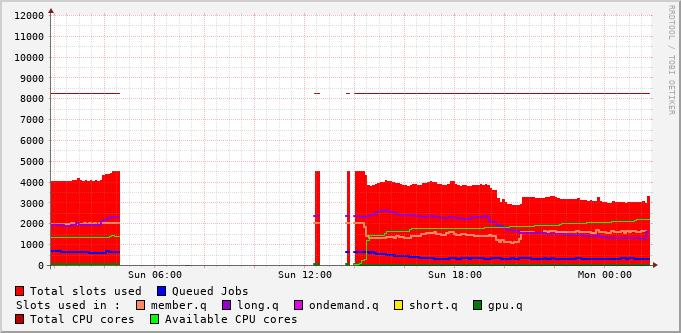 12000
11000
10000
9000
8000
7000
6000
5000
4000
3000
2000
1000
0
Sun 06:00 Sun 12:00 Sun 18:00 Mon 00:00
Total slots used Queued Jobs
Slots used in : member.q long.q ondemand.q short.q gpu.q
Total CPU cores Available CPU cores
RRDTOOL / TOBI OETIKER